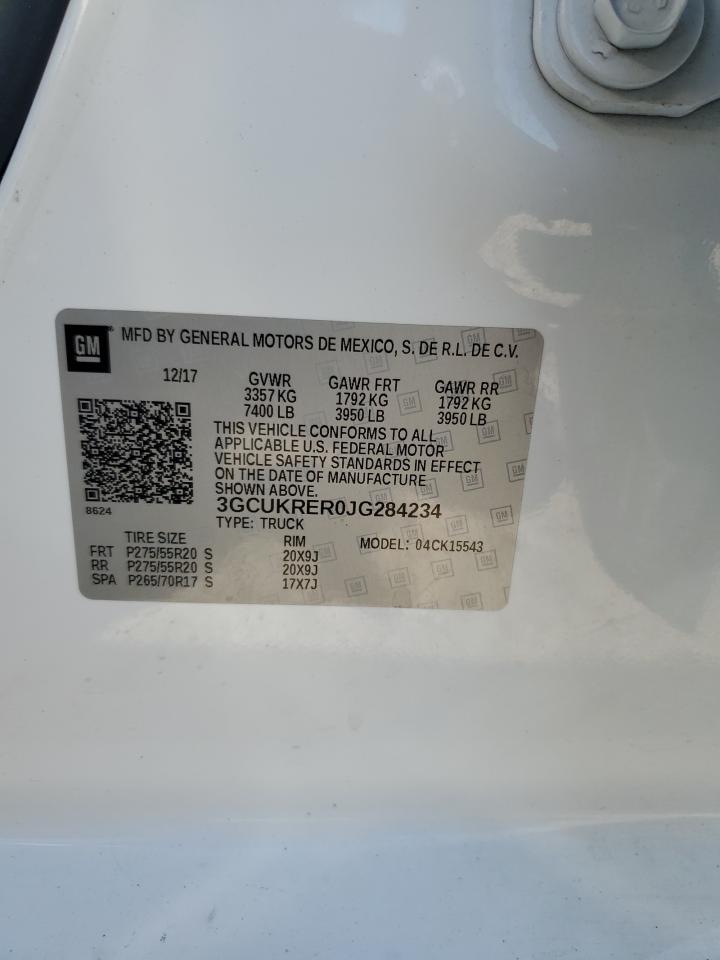 GM MFD BY GENERAL MOTORS DE MEXICO, S. DE R.L. DE C.V.
12/17 GVWR GAWR FRT GAWR RR
3357 KG 1792 KG 1792 KG
7400 LB 3950 LB 3950 LB
THIS VEHICLE CONFORMS TO ALL
APPLICABLE U.S. FEDERAL MOTOR
VEHICLE SAFETY STANDARDS IN EFFECT
ON THE DATE OF MANUFACTURE
SHOWN ABOVE.
8624 3GCUKRER0JG284234
TYPE: TRUCK
TIRE SIZE RIM MODEL: 04CK15543
FRT P275/55R20 S 20X9J
RR P275/55R20 S 20X9J
SPA P265/70R17 S 17X7J